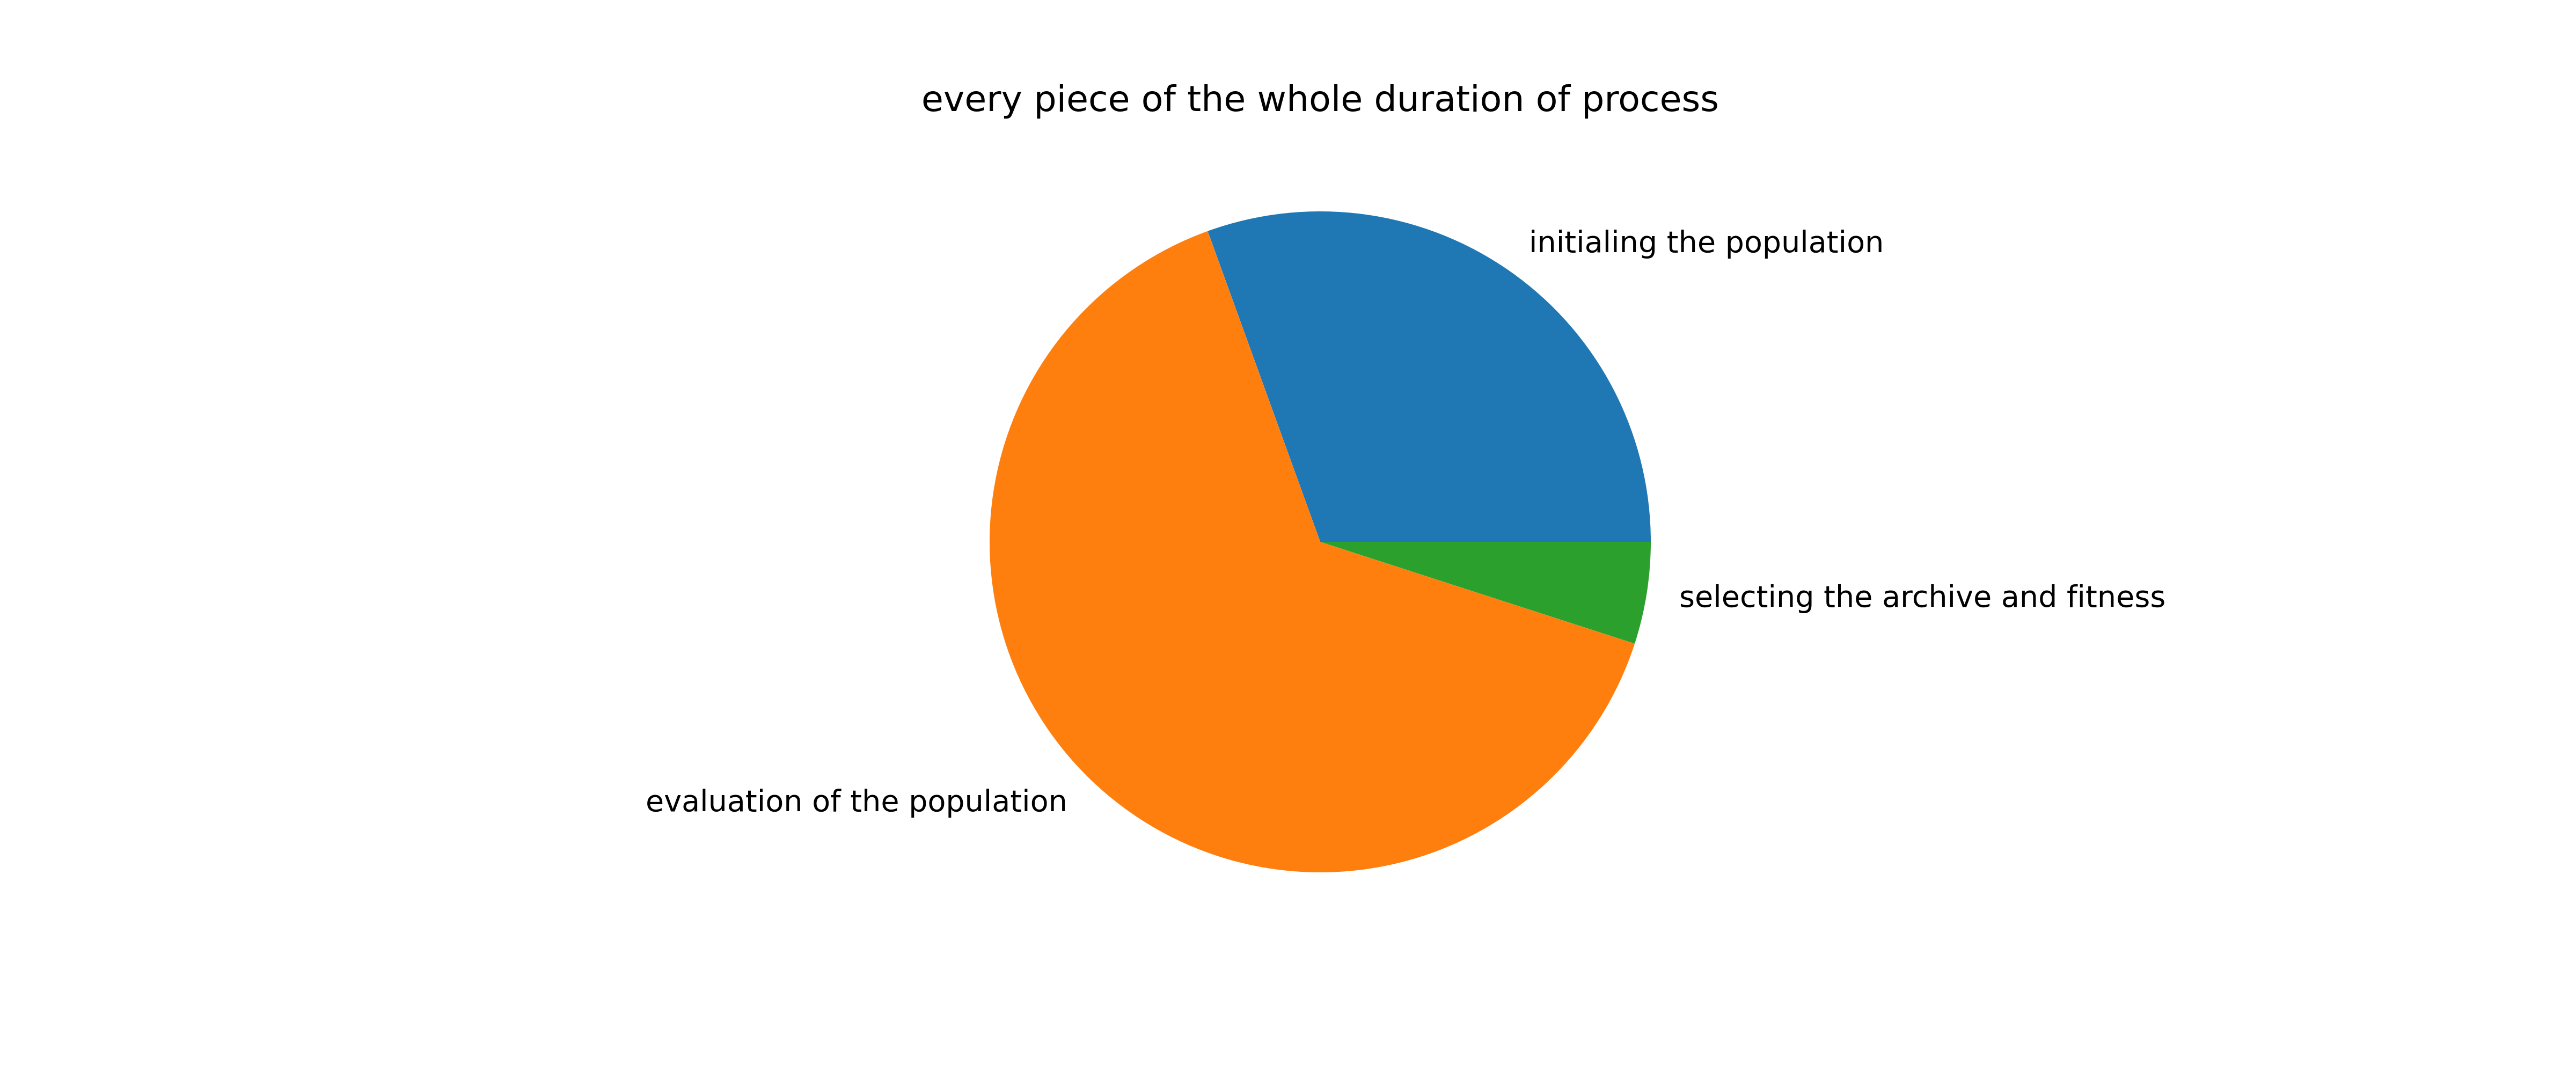 every piece of the whole duration of process
initialing the population
selecting the archive and fitness
evaluation of the population